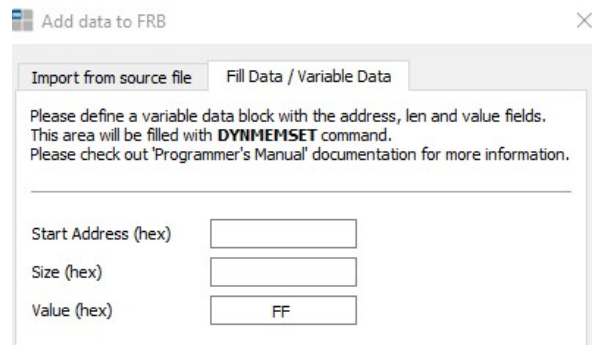 Add data to FRB
Import from source file
Fill Data / Variable Data
Please define a variable data block with the address, len and value fields.
This area will be filled with DYNMEMSET command.
Please check out 'Programmer's Manual' documentation for more information.
Start Address (hex)
Size (hex)
Value (hex)
FF